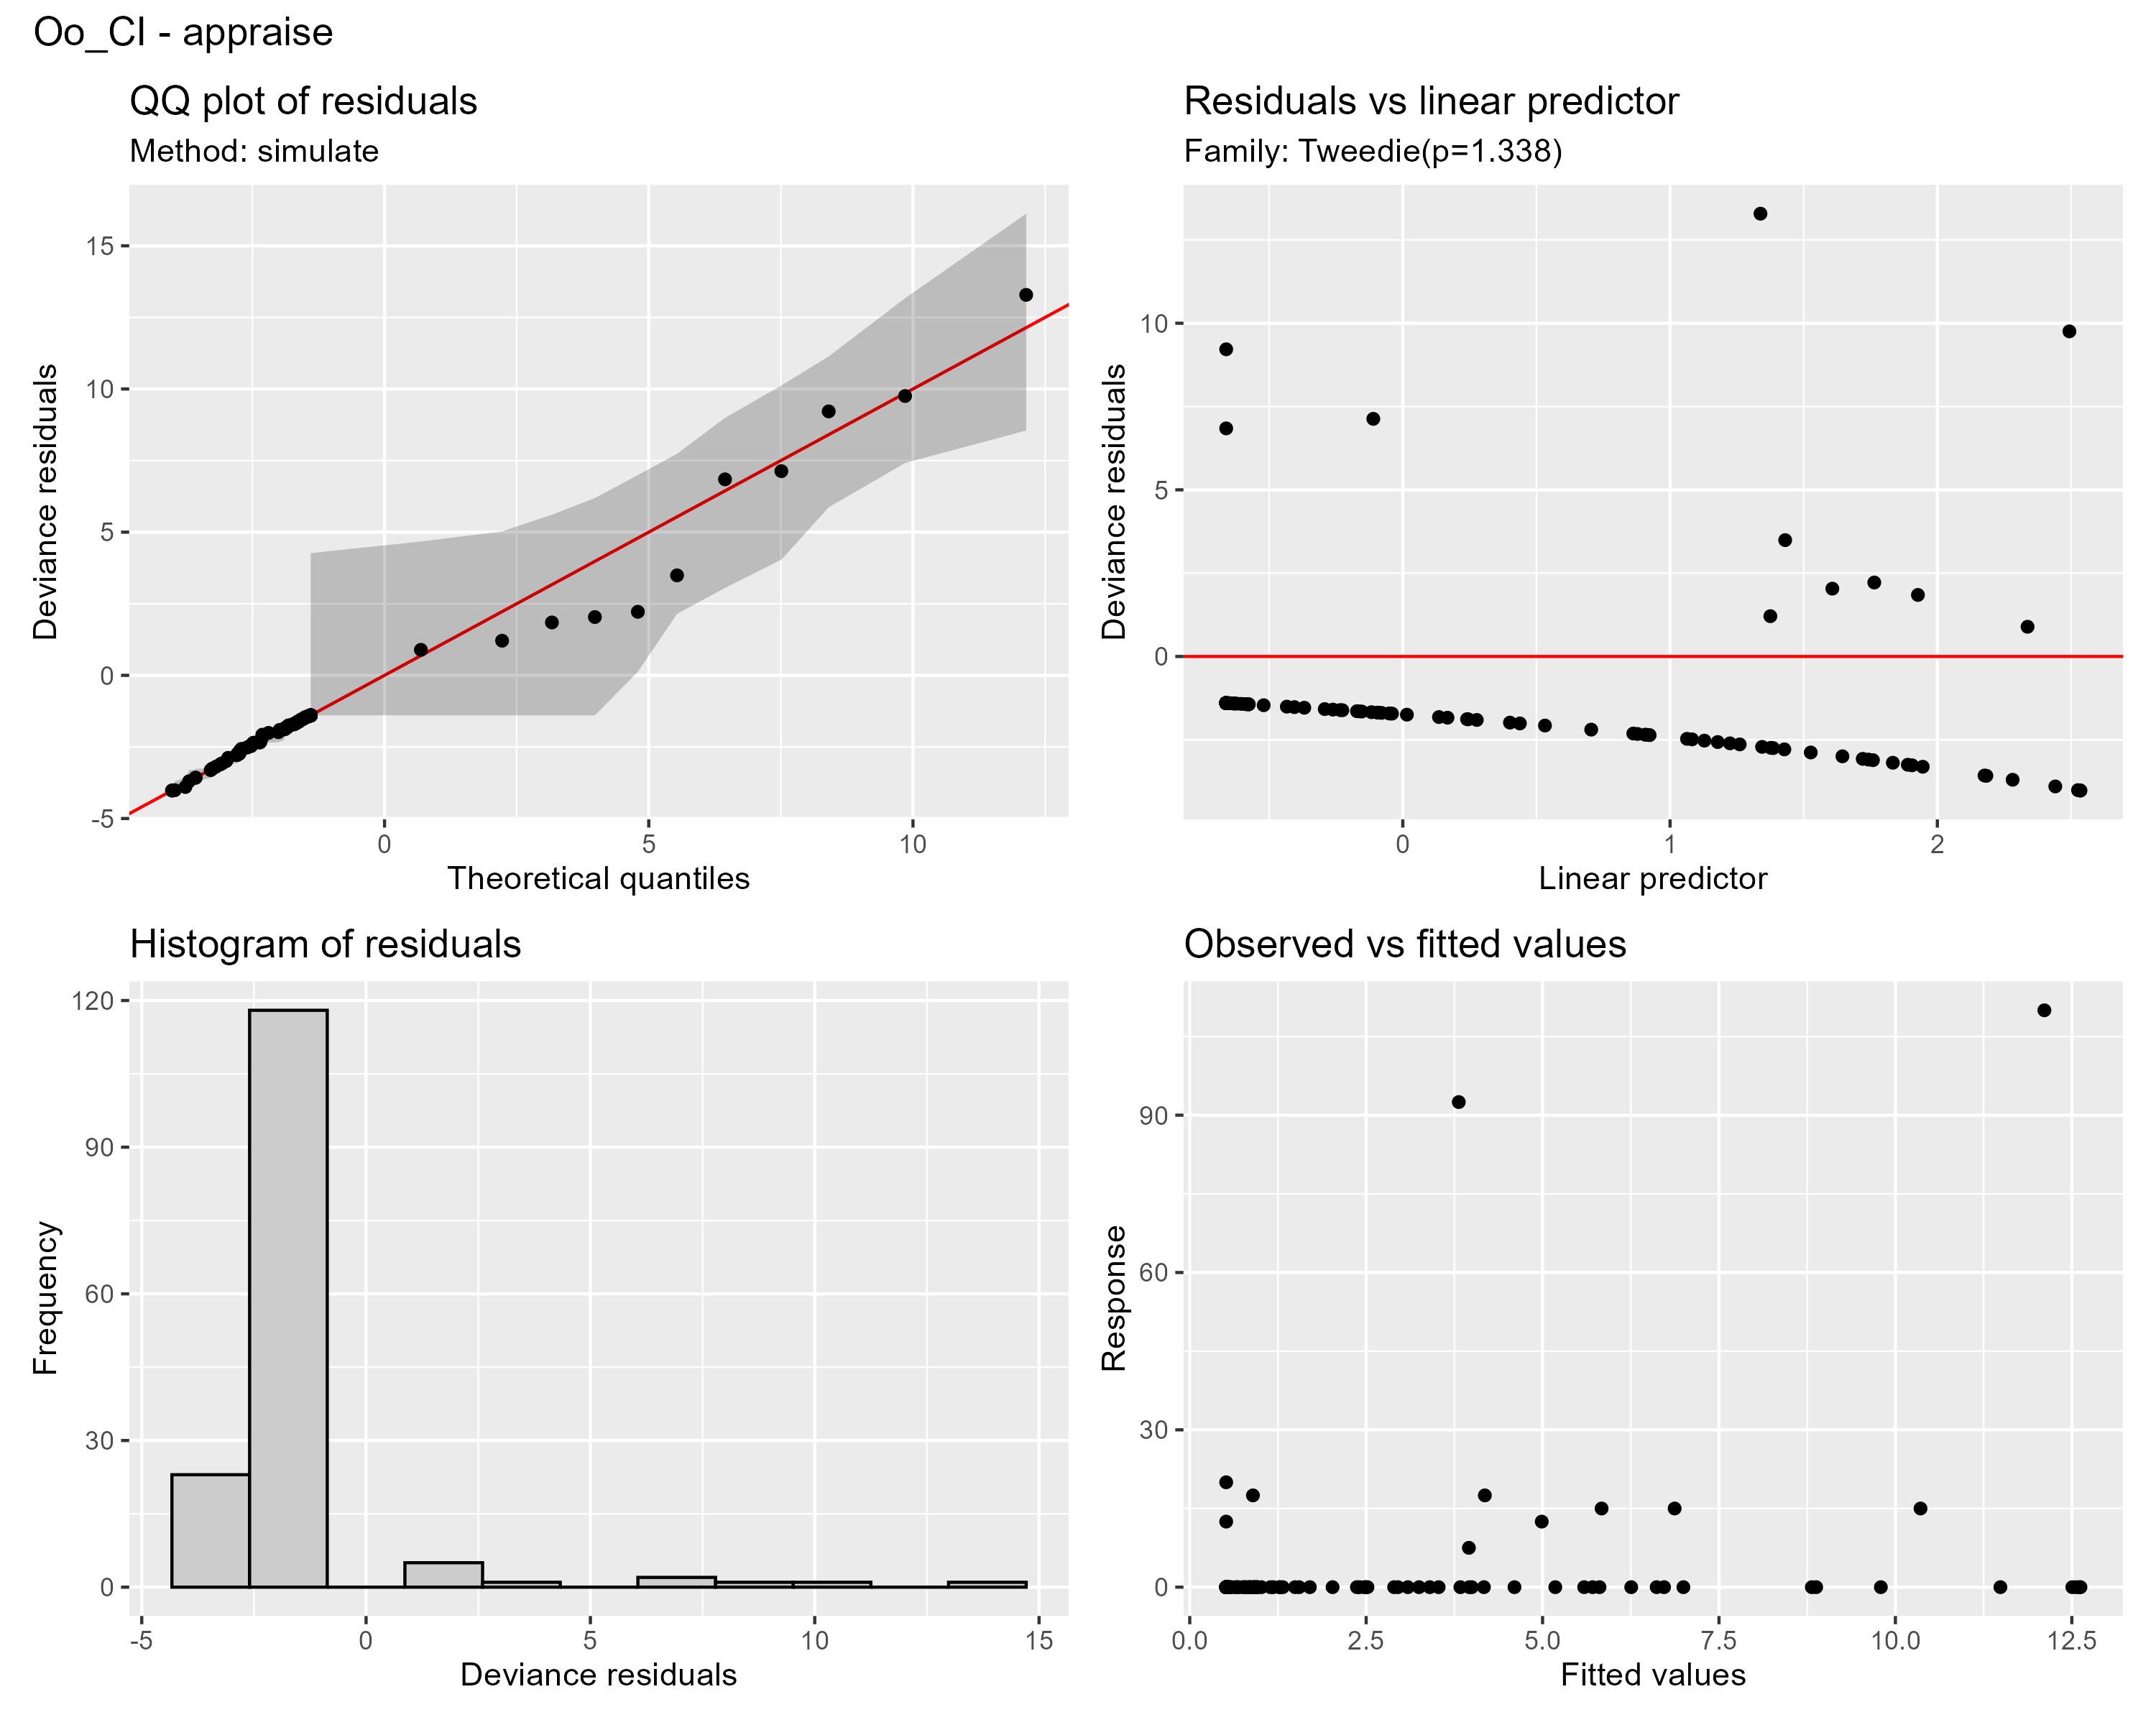 Oo_CI - appraise
QQ plot of residuals
Method: simulate
15
10
5
0
-5
0
5
10
Deviance residuals
Theoretical quantiles
Residuals vs linear predictor
Family: Tweedie(p=1.338)
10
5
0
0
1
2
Deviance residuals
Linear predictor
Histogram of residuals
120
90
60
30
0
-5
0
5
10
15
Frequency
Deviance residuals
Observed vs fitted values
90
60
30
0
0.0
2.5
5.0
7.5
10.0
12.5
Response
Fitted values